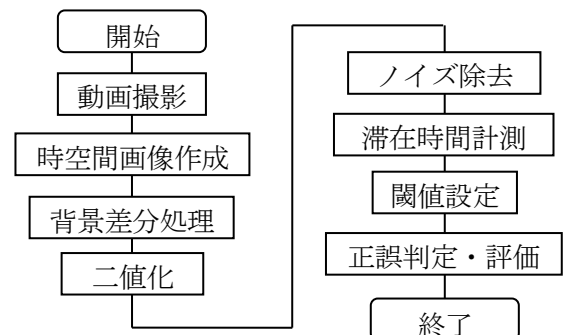 開始
動画撮影
時空間画像作成
背景差分処理
二値化
ノイズ除去
滞在時間計測
閾値設定
正誤判定・評価
終了